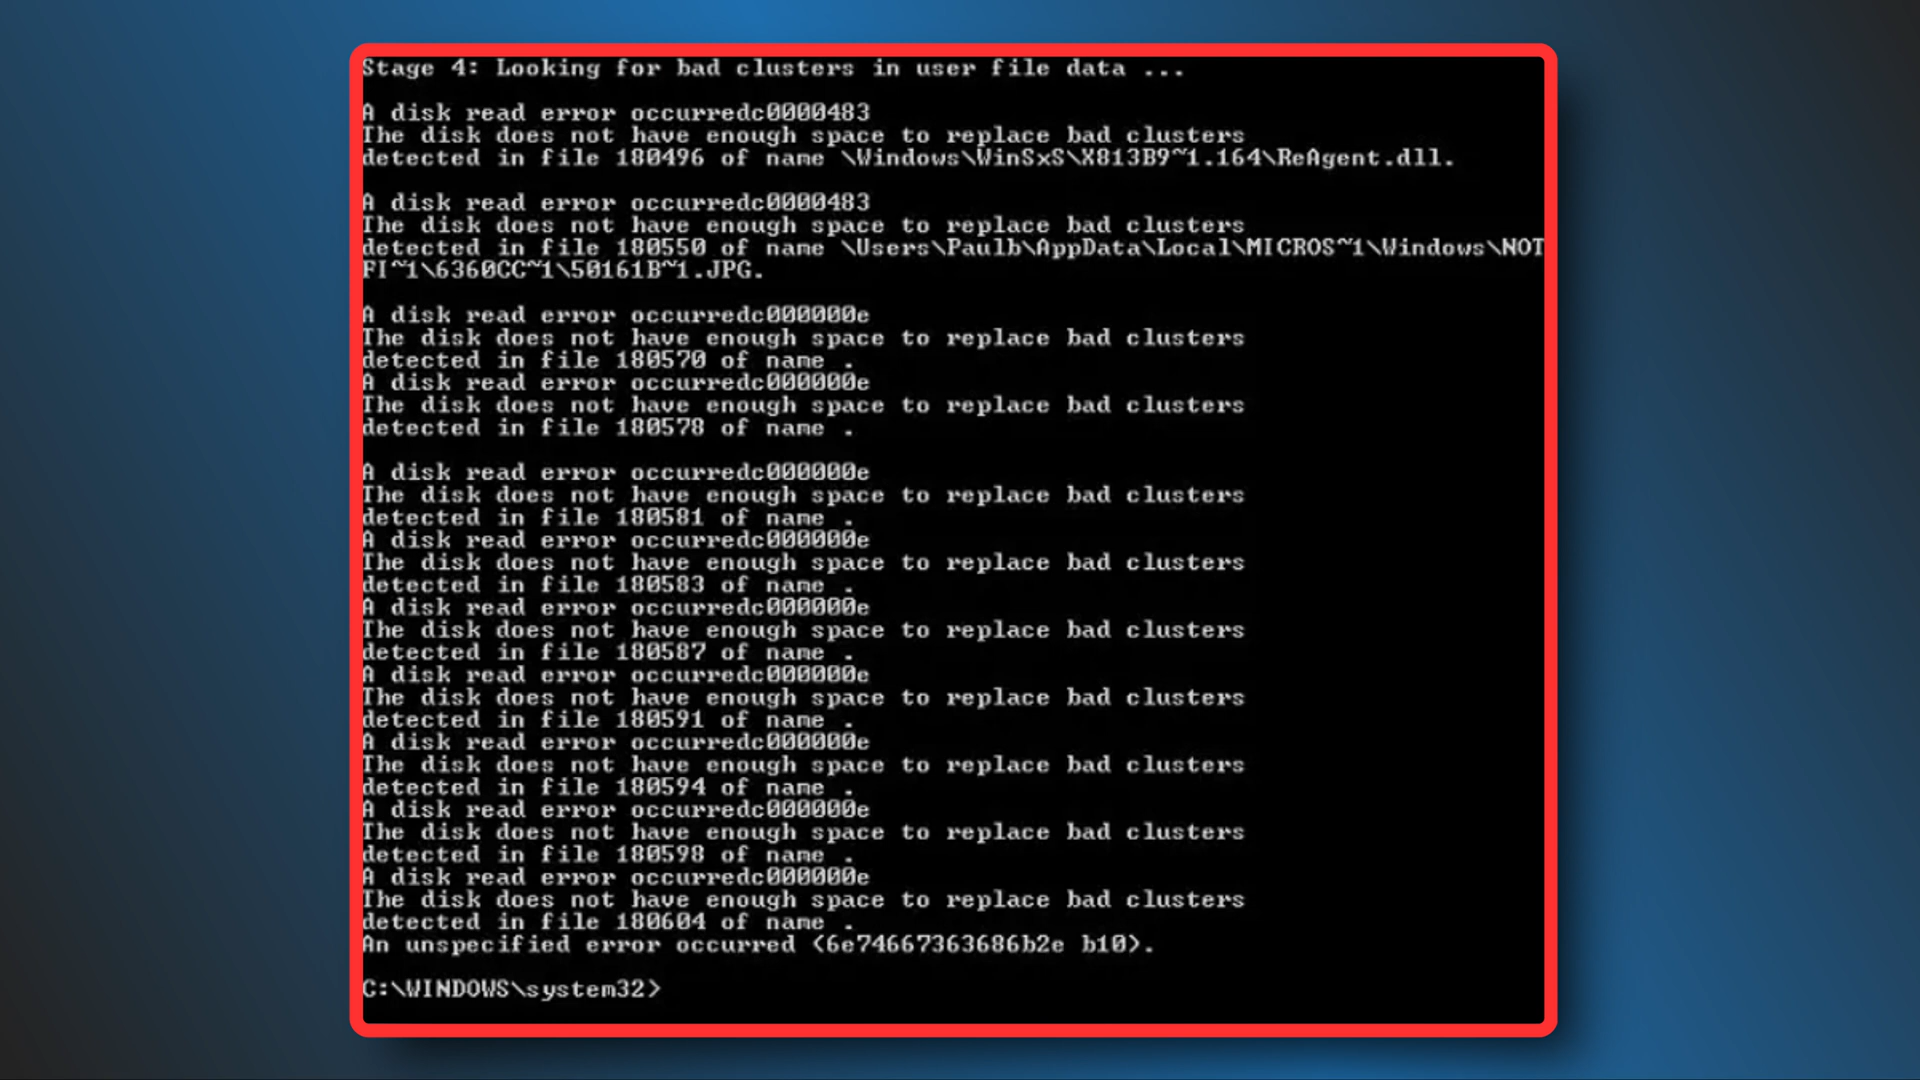 Stage 4: Looking for bad clusters in user file data ...
A disk read error occurredc0000483
The disk does not have enough space to replace bad clusters
detected in file 180496 of name \Windows\WinSxS\X813B9~1.164\ReAgent.dll.
A disk read error occurredc0000483
The disk does not have enough space to replace bad clusters
detected in file 180550 of name \Users\Paulb\AppData\Local\MICROS~1\Windows\NOT
FI~1\6360CC~1\50161B~1.JPG.
A disk read error occurredc000000e
The disk does not have enough space to replace bad clusters
detected in file 180570 of name .
A disk read error occurredc000000e
The disk does not have enough space to replace bad clusters
detected in file 180578 of name .
A disk read error occurredc000000e
The disk does not have enough space to replace bad clusters
detected in file 180581 of name .
A disk read error occurredc000000e
The disk does not have enough space to replace bad clusters
detected in file 180583 of name .
A disk read error occurredc000000e
The disk does not have enough space to replace bad clusters
detected in file 180587 of name .
A disk read error occurredc000000e
The disk does not have enough space to replace bad clusters
detected in file 180591 of name .
A disk read error occurredc000000e
The disk does not have enough space to replace bad clusters
detected in file 180594 of name .
A disk read error occurredc000000e
The disk does not have enough space to replace bad clusters
detected in file 180598 of name .
A disk read error occurredc000000e
The disk does not have enough space to replace bad clusters
detected in file 180604 of name .
An unspecified error occurred (6e74667363686b2e b10).
C:\WINDOWS\system32>